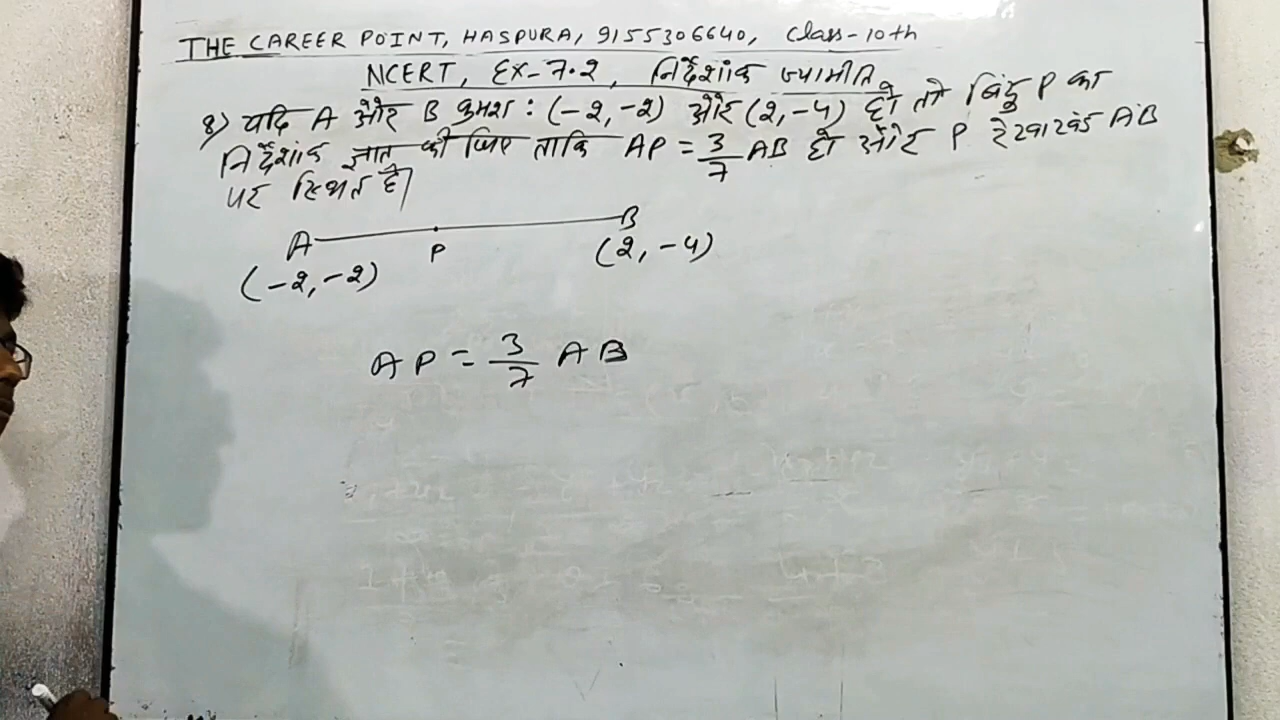 THE CAREER POINT, HASPURA, 9155306640, Class-10th
NCERT, EX-7.2, निर्देशांक ज्यामिति
8) यदि A और B क्रमश: (-2,-2) और (2,-4) हो तो बिंदु P का
निर्देशांक ज्ञात कीजिए ताकि AP = 3/7 AB हो और P रेखाखंड AB
पर स्थित है।
A P B
(-2,-2) (2,-4)
AP = 3/7 AB